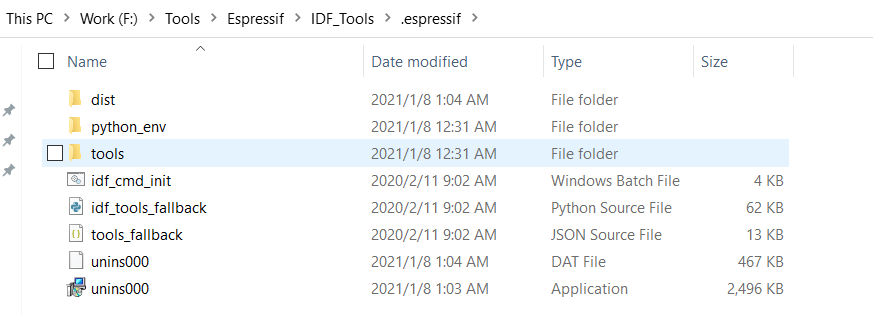 This PC > Work (F:) > Tools > Espressif > IDF_Tools > .espressif >
Name Date modified Type Size
dist 2021/1/8 1:04 AM File folder
python_env 2021/1/8 12:31 AM File folder
tools 2021/1/8 12:31 AM File folder
idf_cmd_init 2020/2/11 9:02 AM Windows Batch File 4 KB
idf_tools_fallback 2020/2/11 9:02 AM Python Source File 62 KB
tools_fallback 2020/2/11 9:02 AM JSON Source File 13 KB
unins000 2021/1/8 1:04 AM DAT File 467 KB
unins000 2021/1/8 1:03 AM Application 2,496 KB